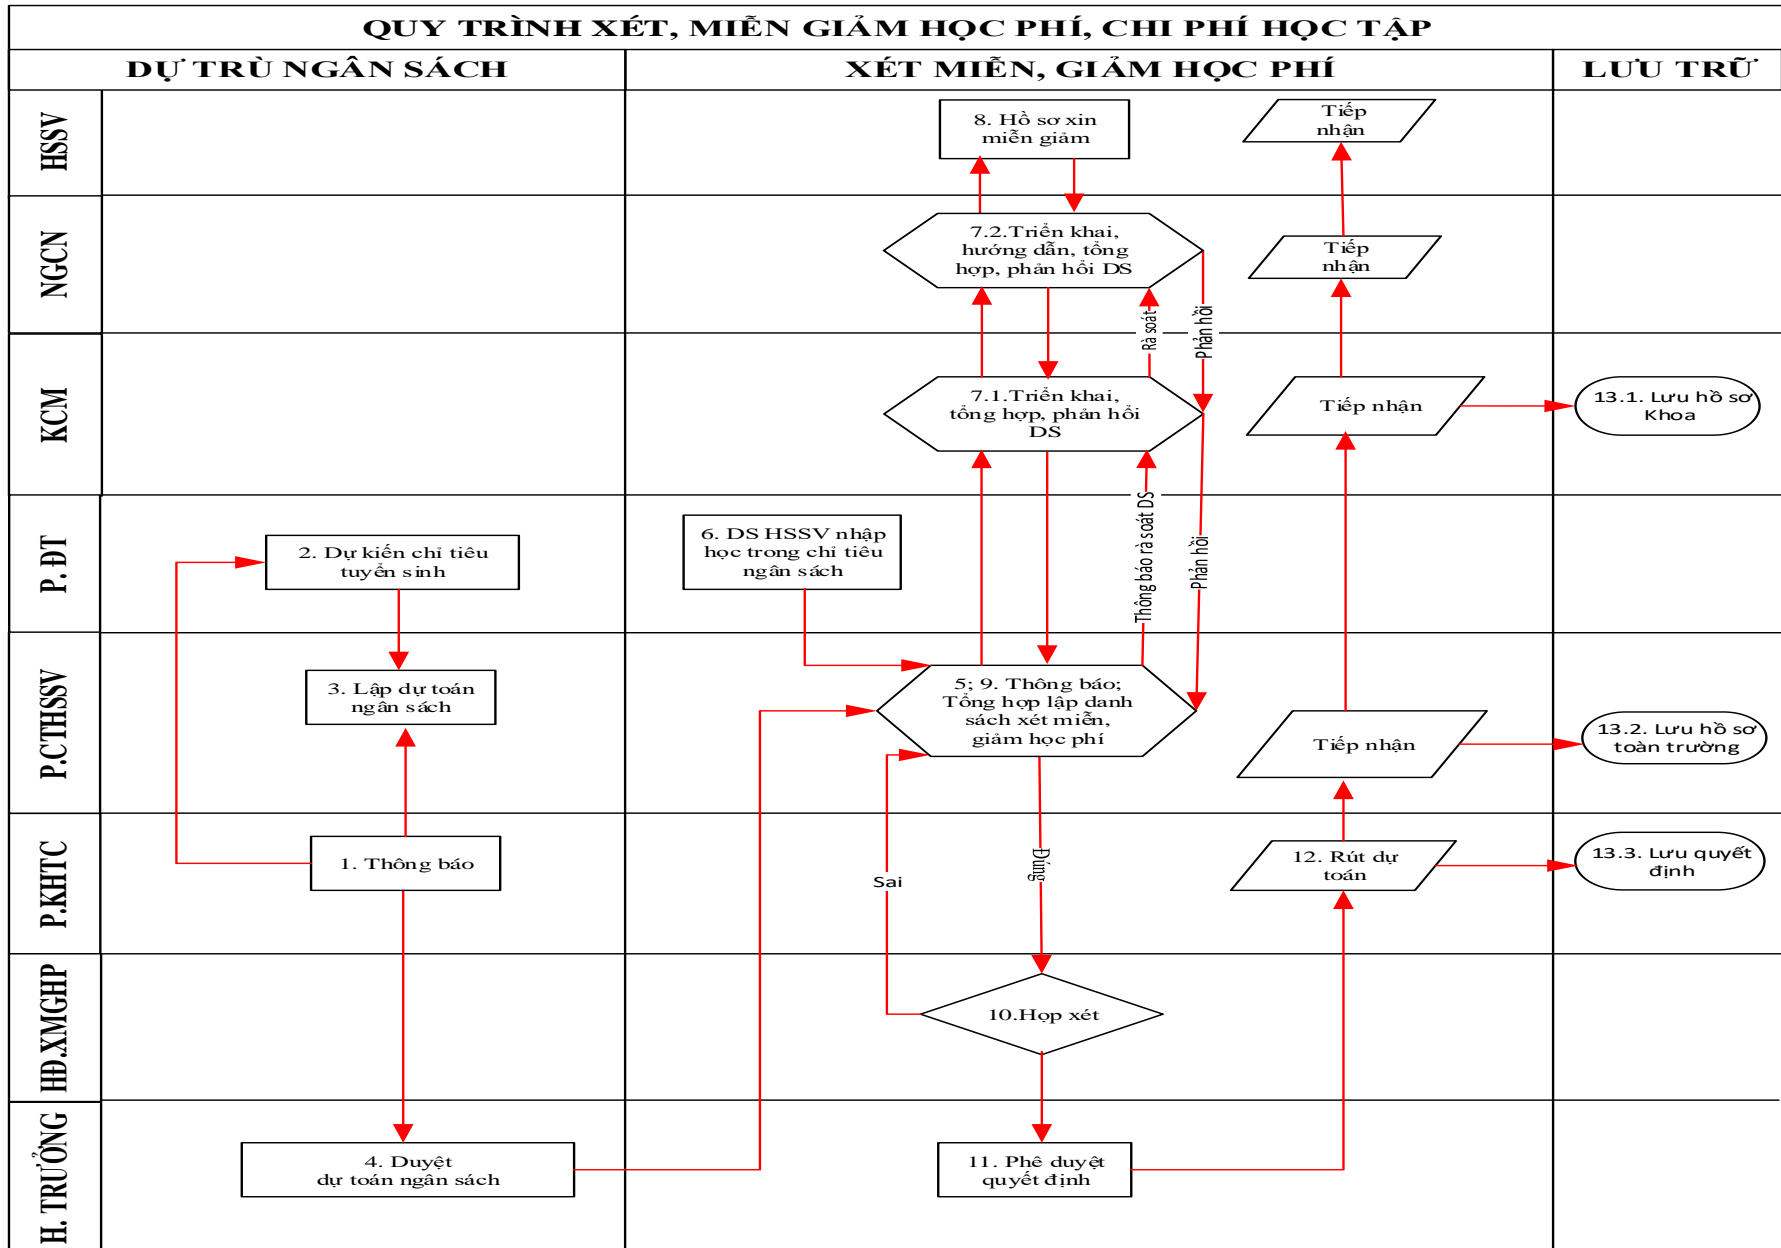 QUY TRÌNH XÉT, MIỄN GIẢM HỌC PHÍ, CHI PHÍ HỌC TẬP
DỰ TRÙ NGÂN SÁCH
XÉT MIỄN, GIẢM HỌC PHÍ
LƯU TRỮ
HSSV
8. Hồ sơ xin
miễn giảm
Tiếp
nhận
NGCN
7.2.Triển khai,
hướng dẫn, tổng
hợp, phản hồi DS
Tiếp
nhận
Rà soát
Phản hồi
KCM
7.1.Triển khai,
tổng hợp, phản hồi
DS
Tiếp nhận
13.1. Lưu hồ sơ
Khoa
P.ĐT
2. Dự kiến chỉ tiêu
tuyển sinh
6. DS HSSV nhập
học trong chỉ tiêu
ngân sách
Thông báo rà soát DS
Phản hồi
P.CTHSSV
3. Lập dự toán
ngân sách
5; 9. Thông báo;
Tổng hợp lập danh
sách xét miễn,
giảm học phí
Tiếp nhận
13.2. Lưu hồ sơ
toàn trường
P.KHTC
1. Thông báo
Sai
Đúng
12. Rút dự
toán
13.3. Lưu quyết
định
HĐ.XMGHP
10.Họp xét
H. TRƯỞNG
4. Duyệt
dự toán ngân sách
11. Phê duyệt
quyết định